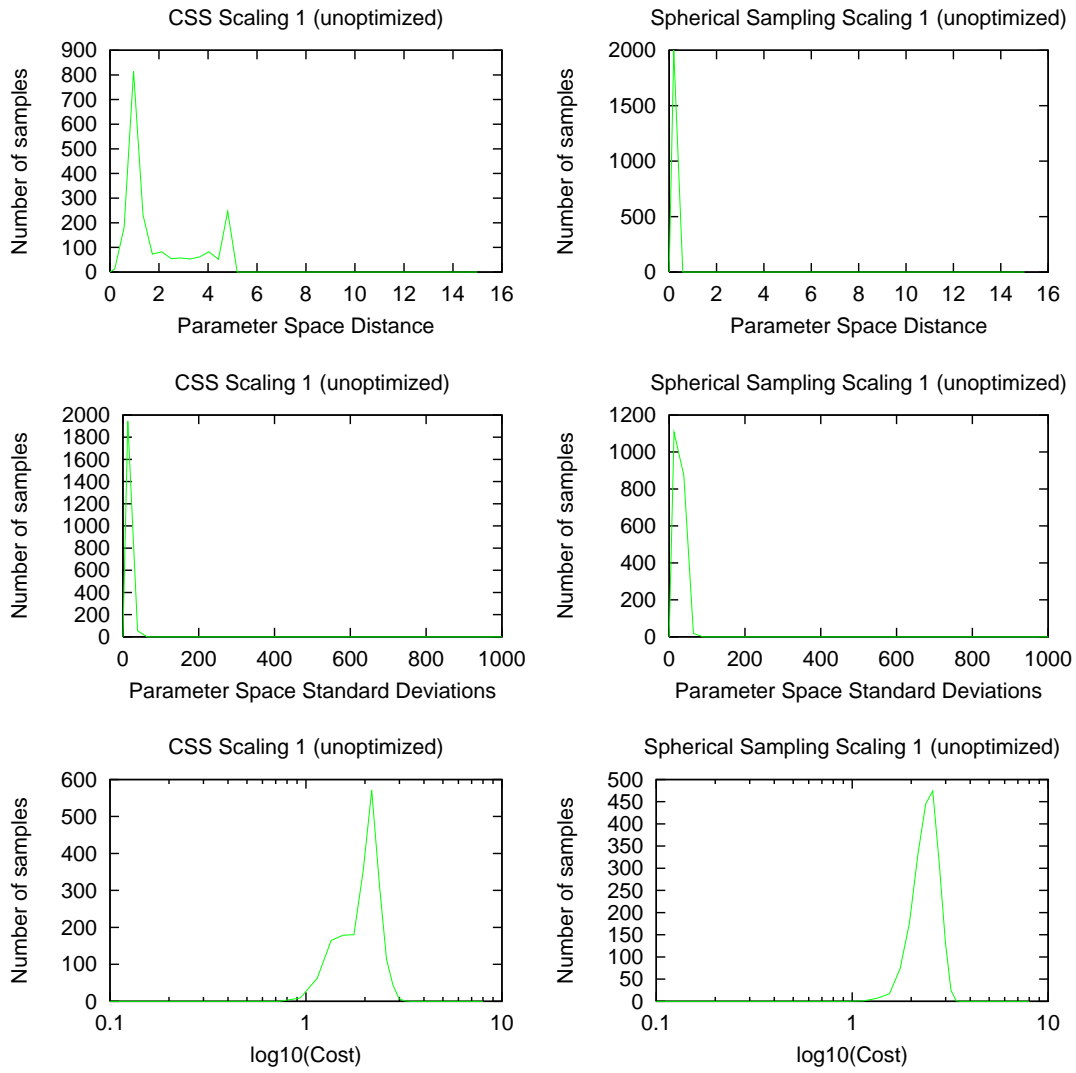 CSS Scaling 1 (unoptimized)
Number of samples
900
800
700
600
500
400
300
200
100
0
0 2 4 6 8 10 12 14 16
Parameter Space Distance
Spherical Sampling Scaling 1 (unoptimized)
Number of samples
2000
1500
1000
500
0
0 2 4 6 8 10 12 14 16
Parameter Space Distance
CSS Scaling 1 (unoptimized)
Number of samples
2000
1800
1600
1400
1200
1000
800
600
400
200
0
0 200 400 600 800 1000
Parameter Space Standard Deviations
Spherical Sampling Scaling 1 (unoptimized)
Number of samples
1200
1000
800
600
400
200
0
0 200 400 600 800 1000
Parameter Space Standard Deviations
CSS Scaling 1 (unoptimized)
Number of samples
600
500
400
300
200
100
0
0.1 1 10
log10(Cost)
Spherical Sampling Scaling 1 (unoptimized)
Number of samples
500
450
400
350
300
250
200
150
100
50
0
0.1 1 10
log10(Cost)